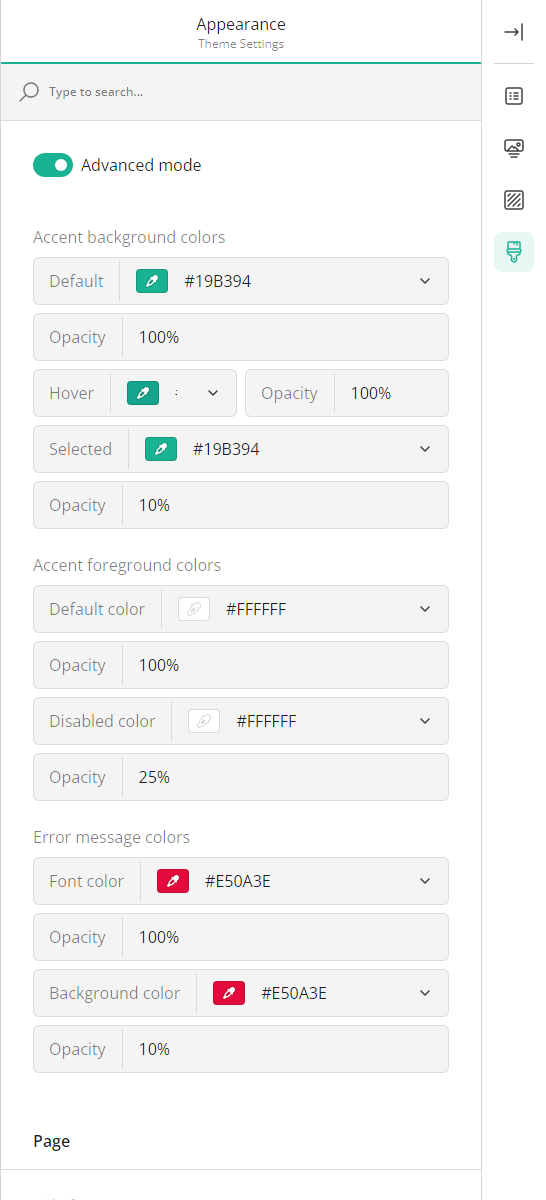 Appearance
Theme Settings
Type to search...
Advanced mode
Accent background colors
Default #19B394
Opacity 100%
Hover Opacity 100%
Selected #19B394
Opacity 10%
Accent foreground colors
Default color #FFFFFF
Opacity 100%
Disabled color #FFFFFF
Opacity 25%
Error message colors
Font color #E50A3E
Opacity 100%
Background color #E50A3E
Opacity 10%
Page